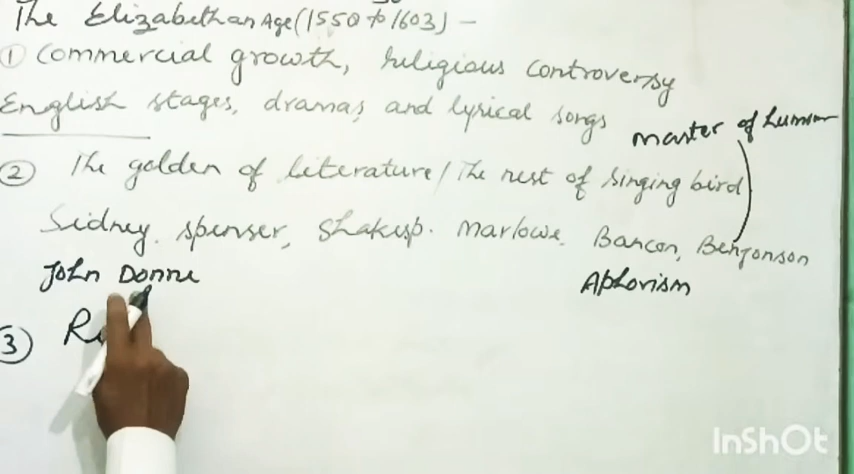 The Elizabethan Age (1550 to 1603) -
① Commercial growth, religious controversy
English stages, dramas, and lyrical songs
master of humour
② The golden of literature / The nest of singing bird
Sidney, spenser, Shakesp. marlowe, Bancon, Benjonson
John Donne
Aphorism
③ Re
InShOt